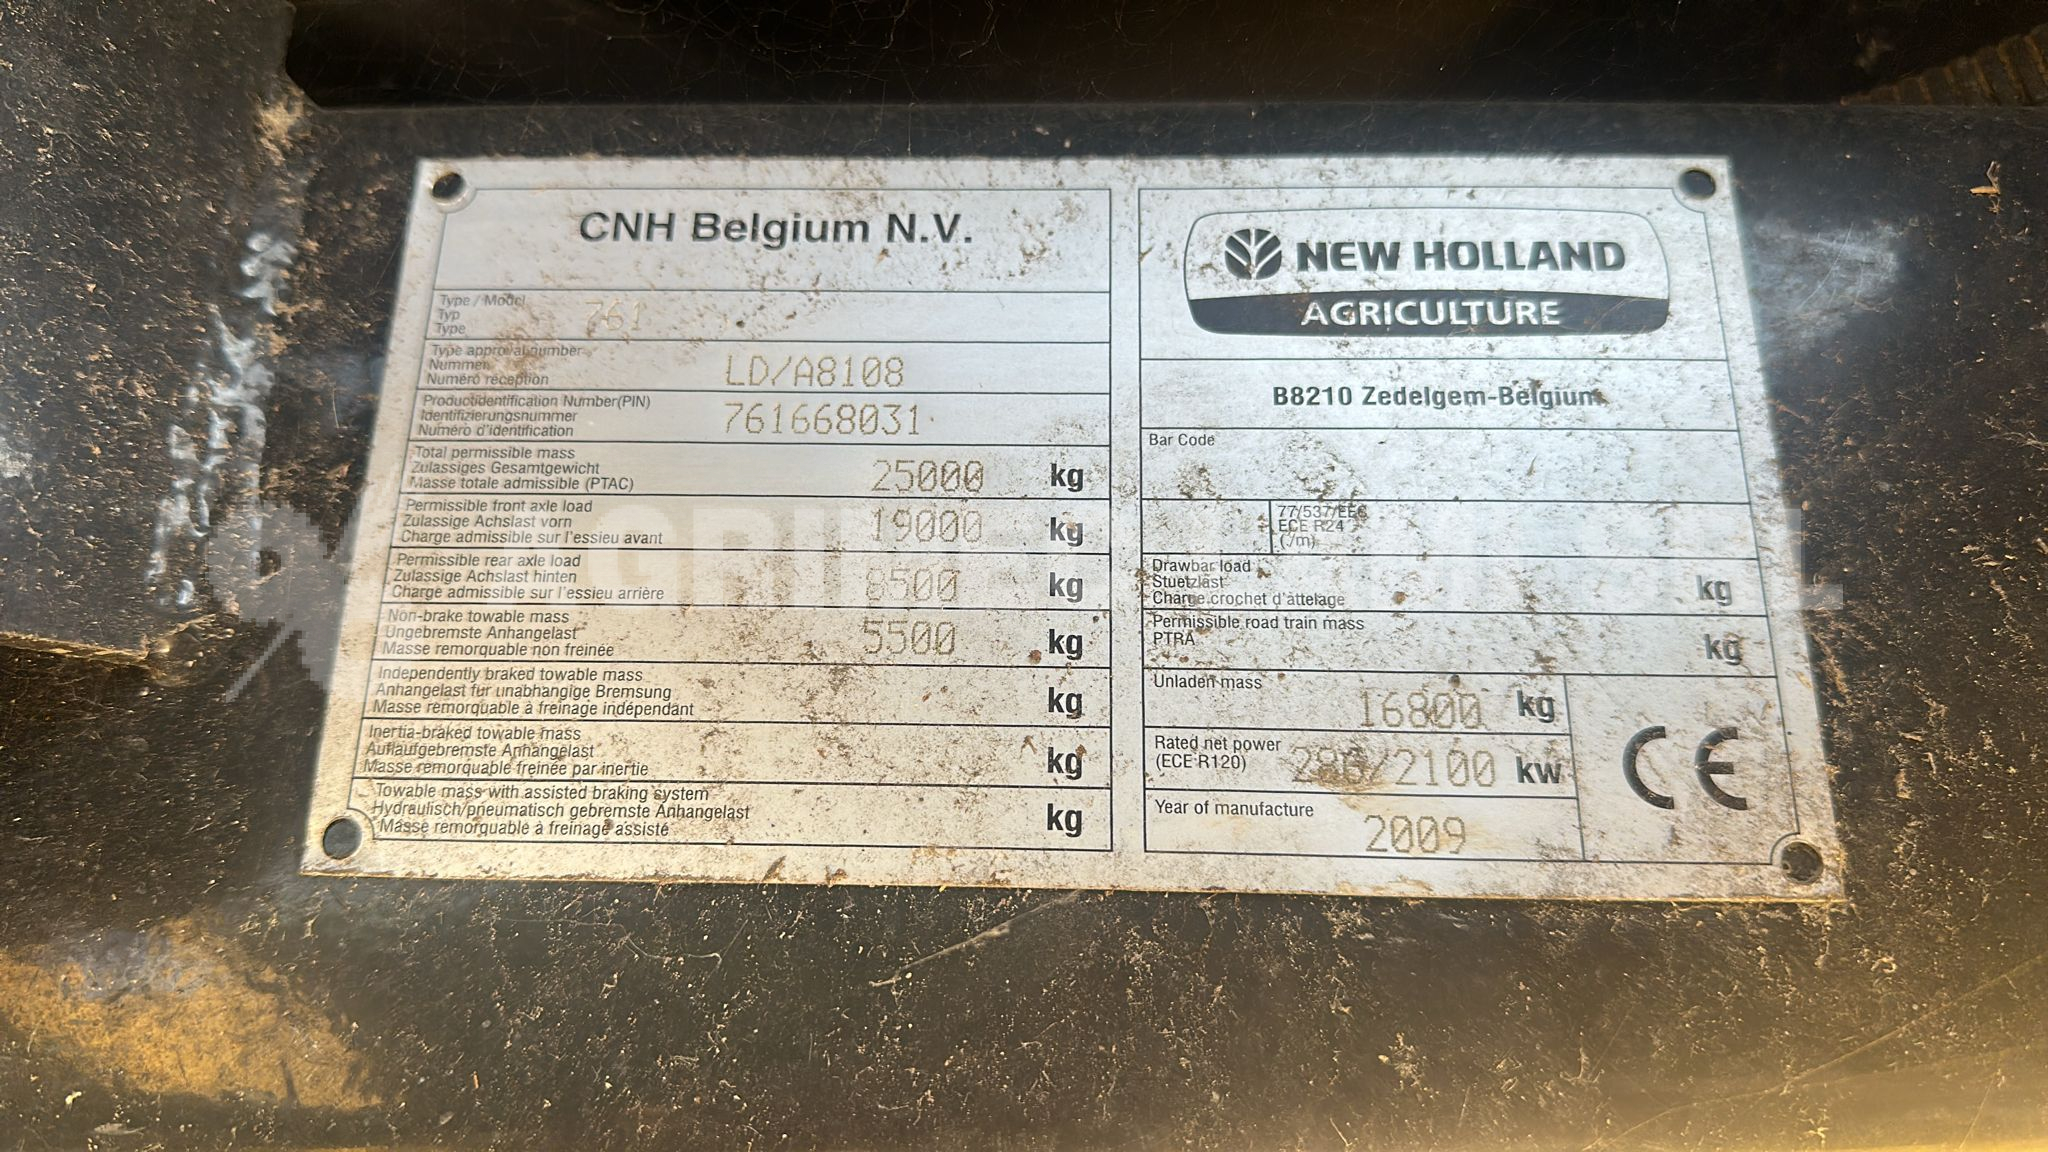 CNH Belgium N.V.
Type / Model
Typ
Type
761
Type approval number
Nummer
Numéro réception
LD/A8108
Productidentification Number(PIN)
Identifizierungsnummer
Numéro d'identification
761668031
Total permissible mass
Zulassiges Gesamtgewicht
Masse totale admissible (PTAC)
25000 kg
Permissible front axle load
Zulassige Achslast vorn
Charge admissible sur l'essieu avant
19000 kg
Permissible rear axle load
Zulassige Achslast hinten
Charge admissible sur l'essieu arrière
8500 kg
Non-brake towable mass
Ungebremste Anhangelast
Masse remorquable non freinée
5500 kg
Independently braked towable mass
Anhangelast fur unabhangige Bremsung
Masse remorquable à freinage indépendant
kg
Inertia-braked towable mass
Auflaufgebremste Anhangelast
Masse remorquable freinée par inertie
kg
Towable mass with assisted braking system
Hydraulisch/pneumatisch gebremste Anhangelast
Masse remorquable à freinage assisté
kg
NEW HOLLAND
AGRICULTURE
B8210 Zedelgem-Belgium
Bar Code
77/537/EEC
ECE R24
(./m)
Drawbar load
Stuetzlast
Charge crochet d'attelage
kg
Permissible road train mass
PTRA
kg
Unladen mass
16800 kg
Rated net power
(ECE R120)
/2100 kw
Year of manufacture
2009
CE